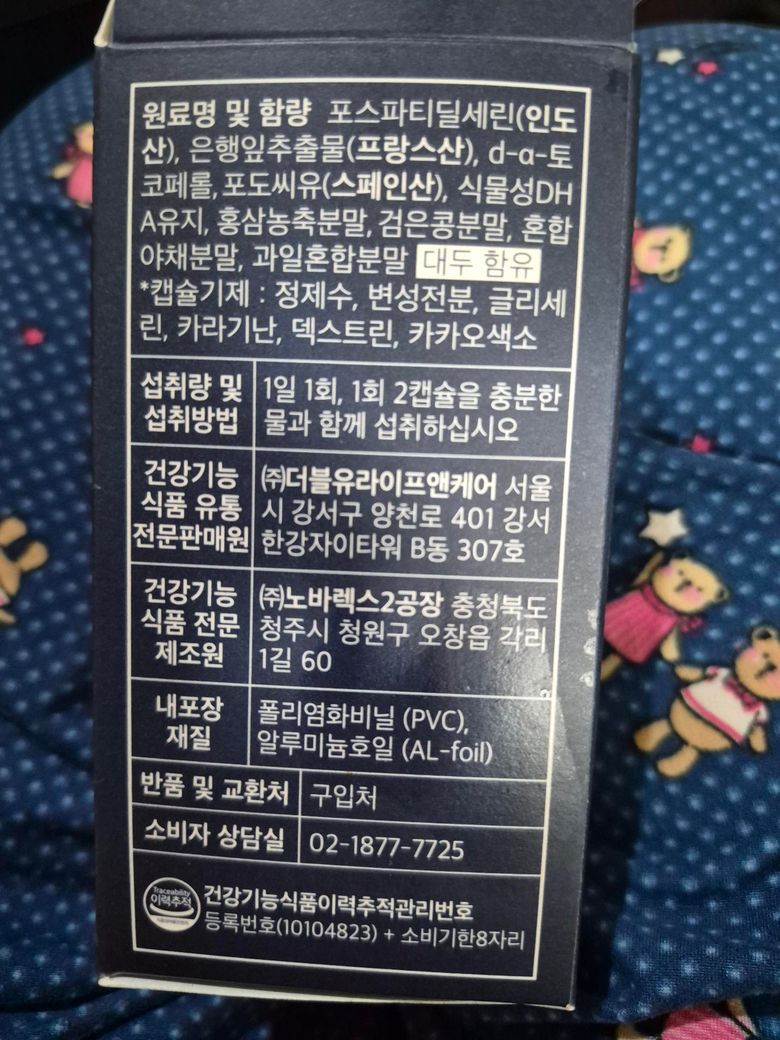 원료명 및 함량 포스파티딜세린(인도
산), 은행잎추출물(프랑스산), d-α-토
코페롤, 포도씨유(스페인산), 식물성DH
A유지, 홍삼농축분말, 검은콩분말, 혼합
야채분말, 과일혼합분말 대두 함유
*캡슐기제 : 정제수, 변성전분, 글리세
린, 카라기난, 덱스트린, 카카오색소
섭취량 및
섭취방법
1일 1회, 1회 2캡슐을 충분한
물과 함께 섭취하십시오
건강기능
식품 유통
전문판매원
㈜더블유라이프앤케어 서울
시 강서구 양천로 401 강서
한강자이타워 B동 307호
건강기능
식품 전문
제조원
㈜노바렉스2공장 충청북도
청주시 청원구 오창읍 각리
1길 60
내포장
재질
폴리염화비닐 (PVC),
알루미늄호일 (AL-foil)
반품 및 교환처 구입처
소비자 상담실 02-1877-7725
Traceability
이력추적
건강기능식품이력추적관리번호
등록번호(10104823) + 소비기한8자리